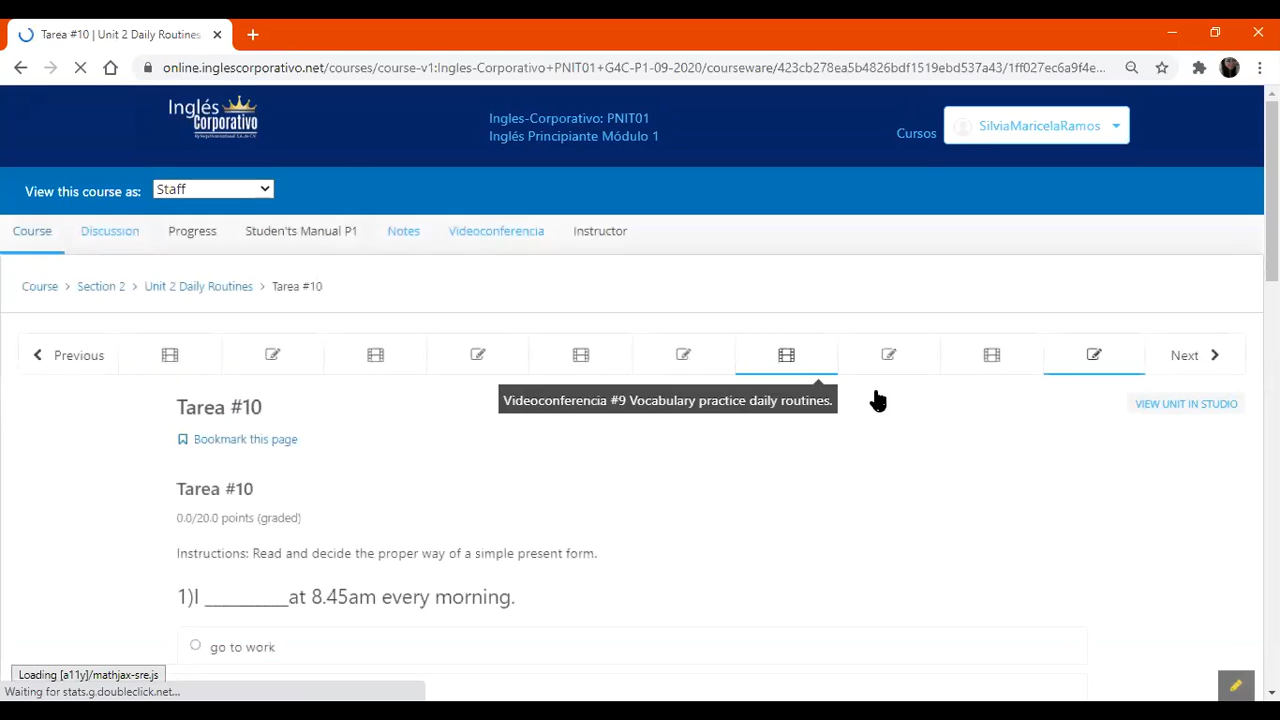 Tarea #10 | Unit 2 Daily Routines
online.inglescorporativo.net/courses/course-v1:Ingles-Corporativo+PNIT01+G4C-P1-09-2020/courseware/423cb278ea5b4826bdf1519ebd537a43/1ff027ec6a9f4e...
Inglés
Corporativo
Ingles-Corporativo: PNIT01
Inglés Principiante Módulo 1
Cursos
SilviaMaricelaRamos
View this course as:
Staff
Course
Discussion
Progress
Studen'ts Manual P1
Notes
Videoconferencia
Instructor
Course > Section 2 > Unit 2 Daily Routines > Tarea #10
Previous
Next
Videoconferencia #9 Vocabulary practice daily routines.
Tarea #10
VIEW UNIT IN STUDIO
Bookmark this page
Tarea #10
0.0/20.0 points (graded)
Instructions: Read and decide the proper way of a simple present form.
1)I _________at 8.45am every morning.
go to work
Loading [a11y]/mathjax-sre.js
Waiting for stats.g.doubleclick.net...